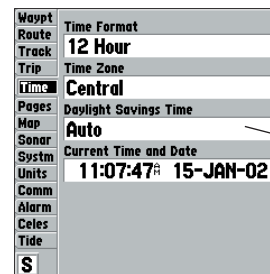 Waypt
Route
Track
Trip
Time
Pages
Map
Sonar
Systm
Units
Comm
Alarm
Celes
Tide
S
Time Format
12 Hour
Time Zone
Central
Daylight Savings Time
Auto
Current Time and Date
11:07:47AM 15-JAN-02